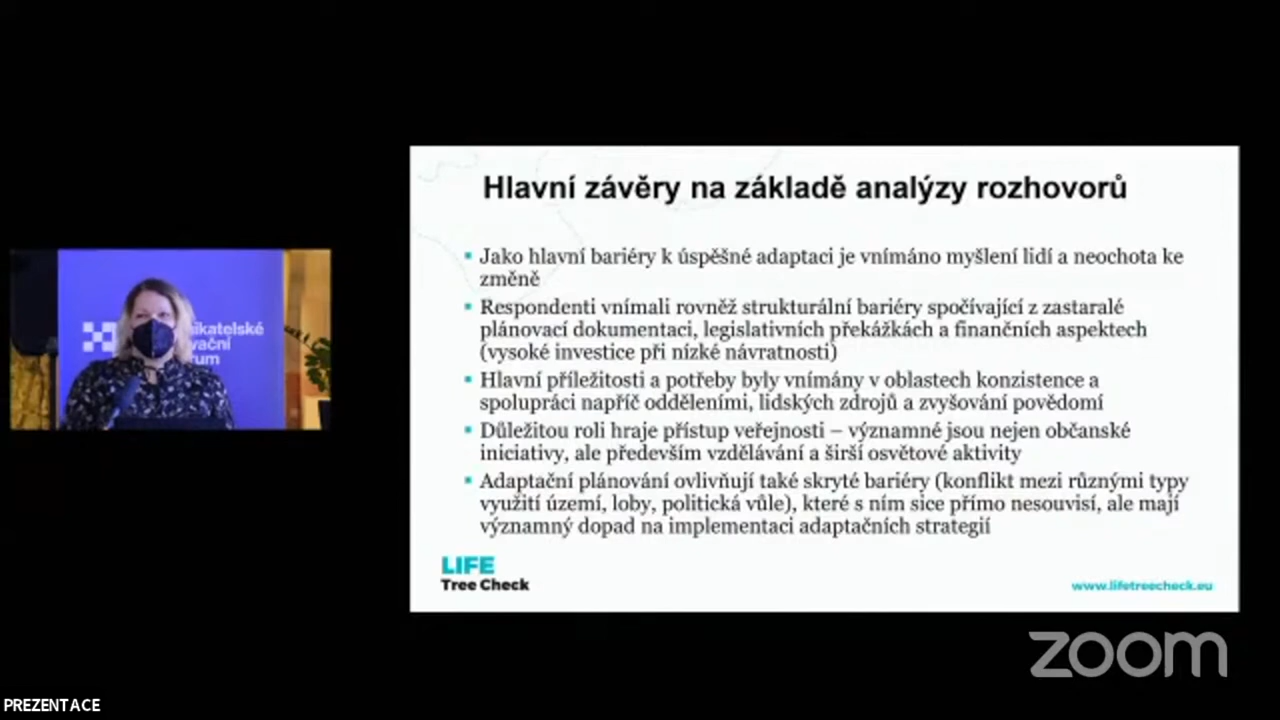 Hlavní závěry na základě analýzy rozhovorů
Jako hlavní bariéry k úspěšné adaptaci je vnímáno myšlení lidí a neochota ke
změně
Respondenti vnímali rovněž strukturální bariéry spočívající z zastaralé
plánovací dokumentaci, legislativních překážkách a finančních aspektech
(vysoké investice při nízké návratnosti)
Hlavní příležitosti a potřeby byly vnímány v oblastech konzistence a
spolupráci napříč odděleními, lidských zdrojů a zvyšování povědomí
Důležitou roli hraje přístup veřejnosti – významné jsou nejen občanské
iniciativy, ale především vzdělávání a širší osvětové aktivity
Adaptační plánování ovlivňují také skryté bariéry (konflikt mezi různými typy
využití území, loby, politická vůle), které s ním sice přímo nesouvisí, ale mají
významný dopad na implementaci adaptačních strategií
LIFE
Tree Check
www.lifetreecheck.eu
zoom
PREZENTACE